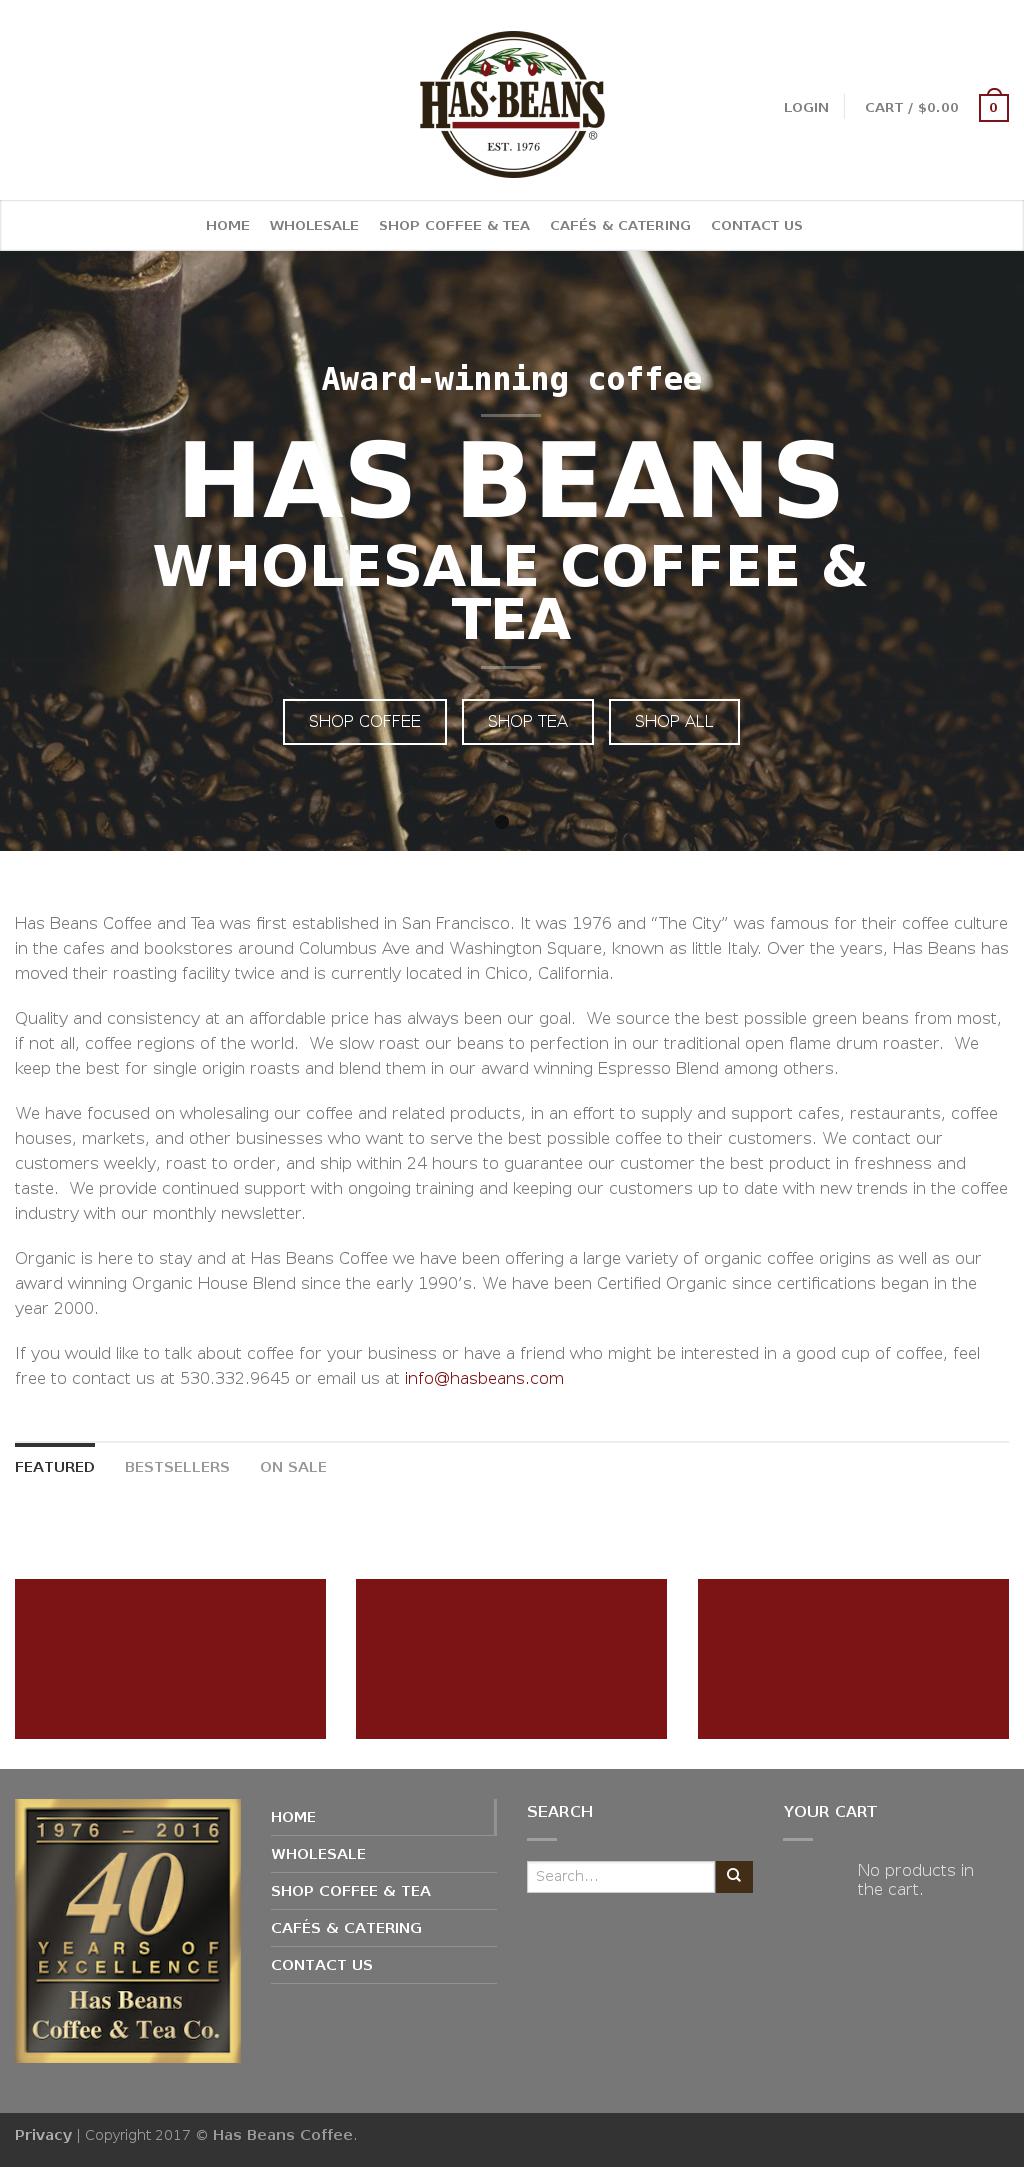 HAS·BEANS
®
EST. 1976
LOGIN
CART / $0.00
0
HOME
WHOLESALE
SHOP COFFEE & TEA
CAFÉS & CATERING
CONTACT US
Award-winning coffee
HAS BEANS
WHOLESALE COFFEE &
TEA
SHOP COFFEE
SHOP TEA
SHOP ALL
Has Beans Coffee and Tea was first established in San Francisco. It was 1976 and “The City” was famous for their coffee culture
in the cafes and bookstores around Columbus Ave and Washington Square, known as little Italy. Over the years, Has Beans has
moved their roasting facility twice and is currently located in Chico, California.
Quality and consistency at an affordable price has always been our goal.  We source the best possible green beans from most,
if not all, coffee regions of the world.  We slow roast our beans to perfection in our traditional open flame drum roaster.  We
keep the best for single origin roasts and blend them in our award winning Espresso Blend among others.
We have focused on wholesaling our coffee and related products, in an effort to supply and support cafes, restaurants, coffee
houses, markets, and other businesses who want to serve the best possible coffee to their customers. We contact our
customers weekly, roast to order, and ship within 24 hours to guarantee our customer the best product in freshness and
taste.  We provide continued support with ongoing training and keeping our customers up to date with new trends in the coffee
industry with our monthly newsletter.
Organic is here to stay and at Has Beans Coffee we have been offering a large variety of organic coffee origins as well as our
award winning Organic House Blend since the early 1990’s. We have been Certified Organic since certifications began in the
year 2000.
If you would like to talk about coffee for your business or have a friend who might be interested in a good cup of coffee, feel
free to contact us at 530.332.9645 or email us at info@hasbeans.com
FEATURED
BESTSELLERS
ON SALE
1976 – 2016
40
YEARS OF
EXCELLENCE
Has Beans
Coffee & Tea Co.
HOME
WHOLESALE
SHOP COFFEE & TEA
CAFÉS & CATERING
CONTACT US
SEARCH
Search...
YOUR CART
No products in
the cart.
Privacy | Copyright 2017 © Has Beans Coffee.